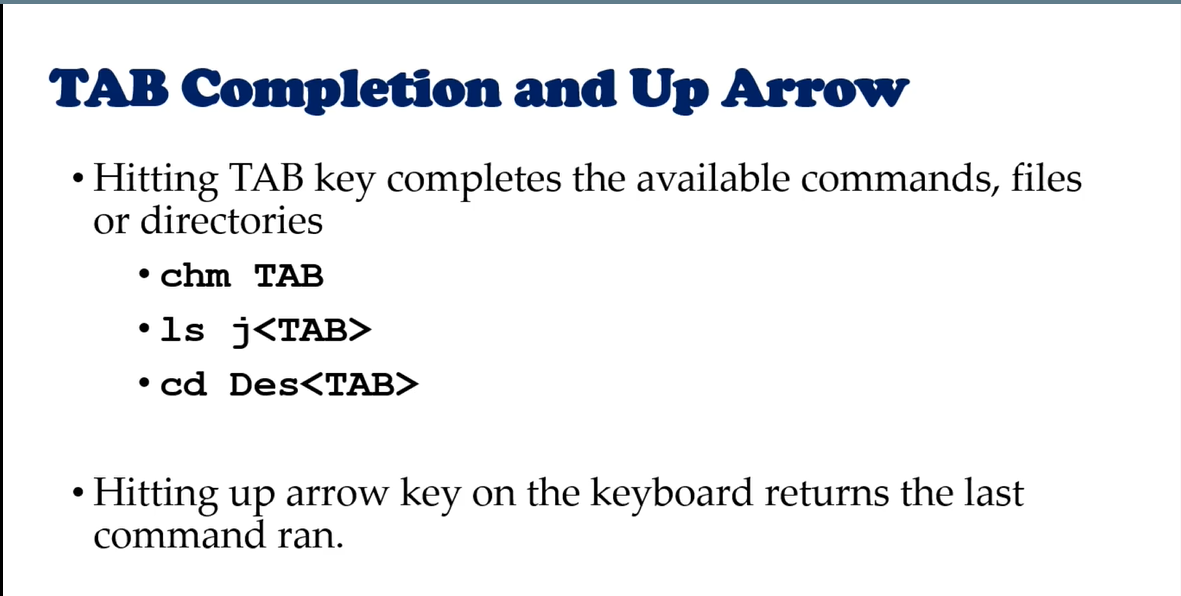 TAB Completion and Up Arrow
• Hitting TAB key completes the available commands, files
or directories
• chm TAB
• ls j<TAB>
• cd Des<TAB>
• Hitting up arrow key on the keyboard returns the last
command ran.